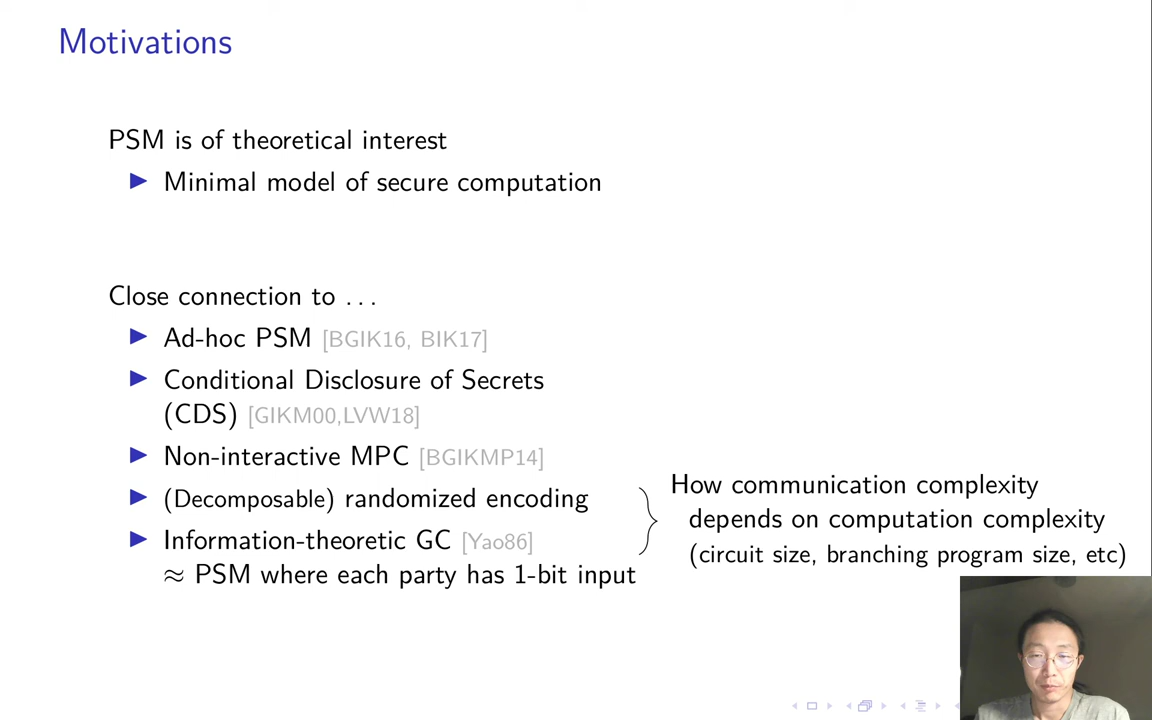 Motivations
PSM is of theoretical interest
▶ Minimal model of secure computation
Close connection to . . .
▶ Ad-hoc PSM [BGIK16, BIK17]
▶ Conditional Disclosure of Secrets
(CDS) [GIKM00,LVW18]
▶ Non-interactive MPC [BGIKMP14]
▶ (Decomposable) randomized encoding
▶ Information-theoretic GC [Yao86]
≈ PSM where each party has 1-bit input
How communication complexity
depends on computation complexity
(circuit size, branching program size, etc)